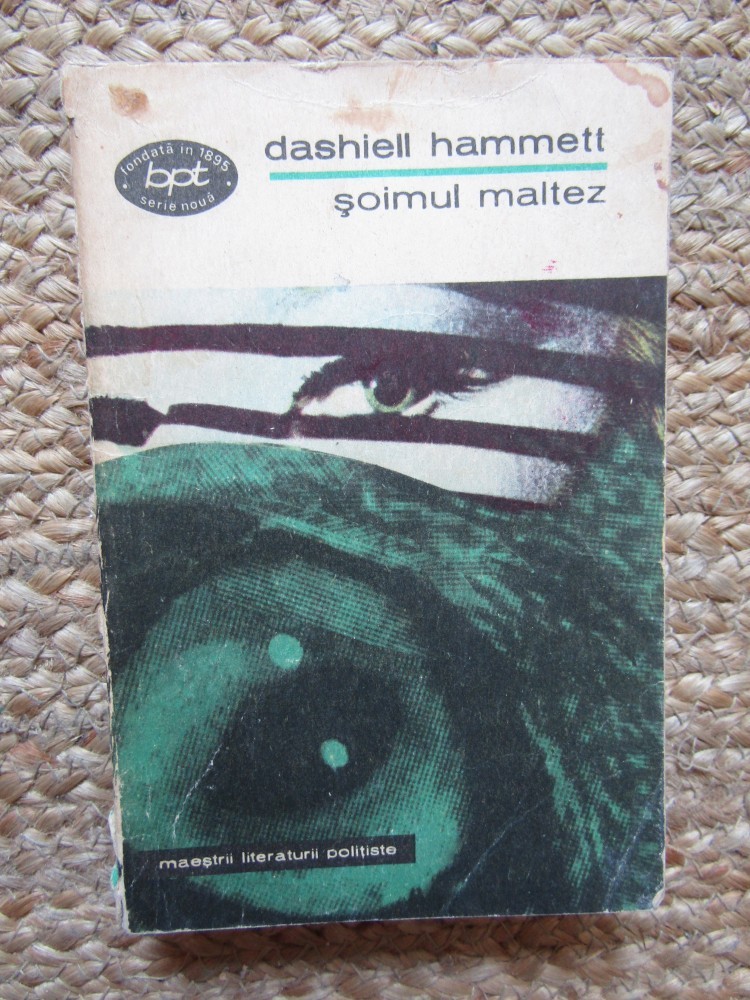 fondată în 1895
bpt
serie nouă
dashiell hammett
şoimul maltez
maeştrii literaturii poliţiste